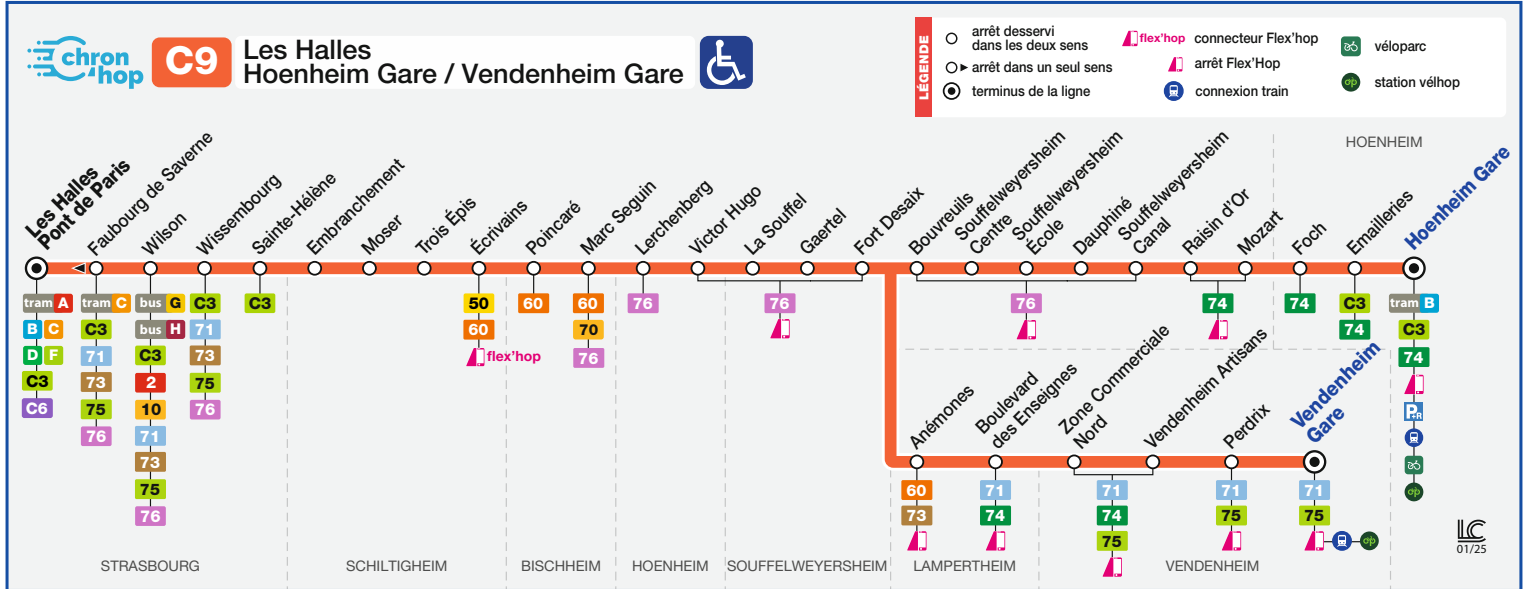 chron
hop
C9
Les Halles
Hoenheim Gare / Vendenheim Gare
LÉGENDE
arrêt desservi
dans les deux sens
arrêt dans un seul sens
terminus de la ligne
flex'hop connecteur Flex'hop
arrêt Flex'Hop
connexion train
véloparc
station vélhop
HOENHEIM
Les Halles
Pont de Paris
Faubourg de Saverne
Wilson
Wissembourg
Sainte-Hélène
Embranchement
Moser
Trois Épis
Écrivains
Poincaré
Marc Seguin
Lerchenberg
Victor Hugo
La Souffel
Gaertel
Fort Desaix
Bouvreuils
Souffelweyersheim
Centre
Souffelweyersheim
École
Dauphiné
Souffelweyersheim
Canal
Raisin d'Or
Mozart
Foch
Emailleries
Hoenheim Gare
tram A
B C
D F
C3
C6
tram C
C3
71
73
75
76
bus G
bus H
C3
2
10
71
73
75
76
C3
71
73
75
76
C3
50
60
flex'hop
60
60
70
76
76
76
76
74
74
C3
74
tram B
C3
74
P+R
Anémones
Boulevard
des Enseignes
Zone Commerciale
Nord
Vendenheim Artisans
Perdrix
Vendenheim
Gare
60
73
71
74
71
74
75
71
75
71
75
STRASBOURG
SCHILTIGHEIM
BISCHHEIM
HOENHEIM
SOUFFELWEYERSHEIM
LAMPERTHEIM
VENDENHEIM
LC
01/25